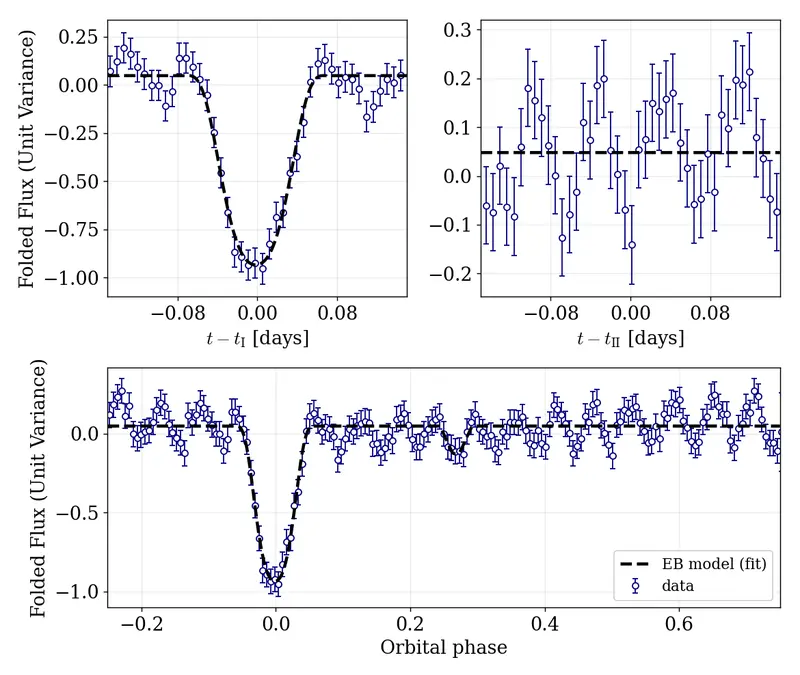 Folded Flux (Unit Variance)
0.25
0.00
−0.25
−0.50
−0.75
−1.00
−0.08 0.00 0.08
t − tI [days]
0.3
0.2
0.1
0.0
−0.1
−0.2
−0.08 0.00 0.08
t − tII [days]
Folded Flux (Unit Variance)
0.0
−0.5
−1.0
EB model (fit)
data
−0.2 0.0 0.2 0.4 0.6
Orbital phase